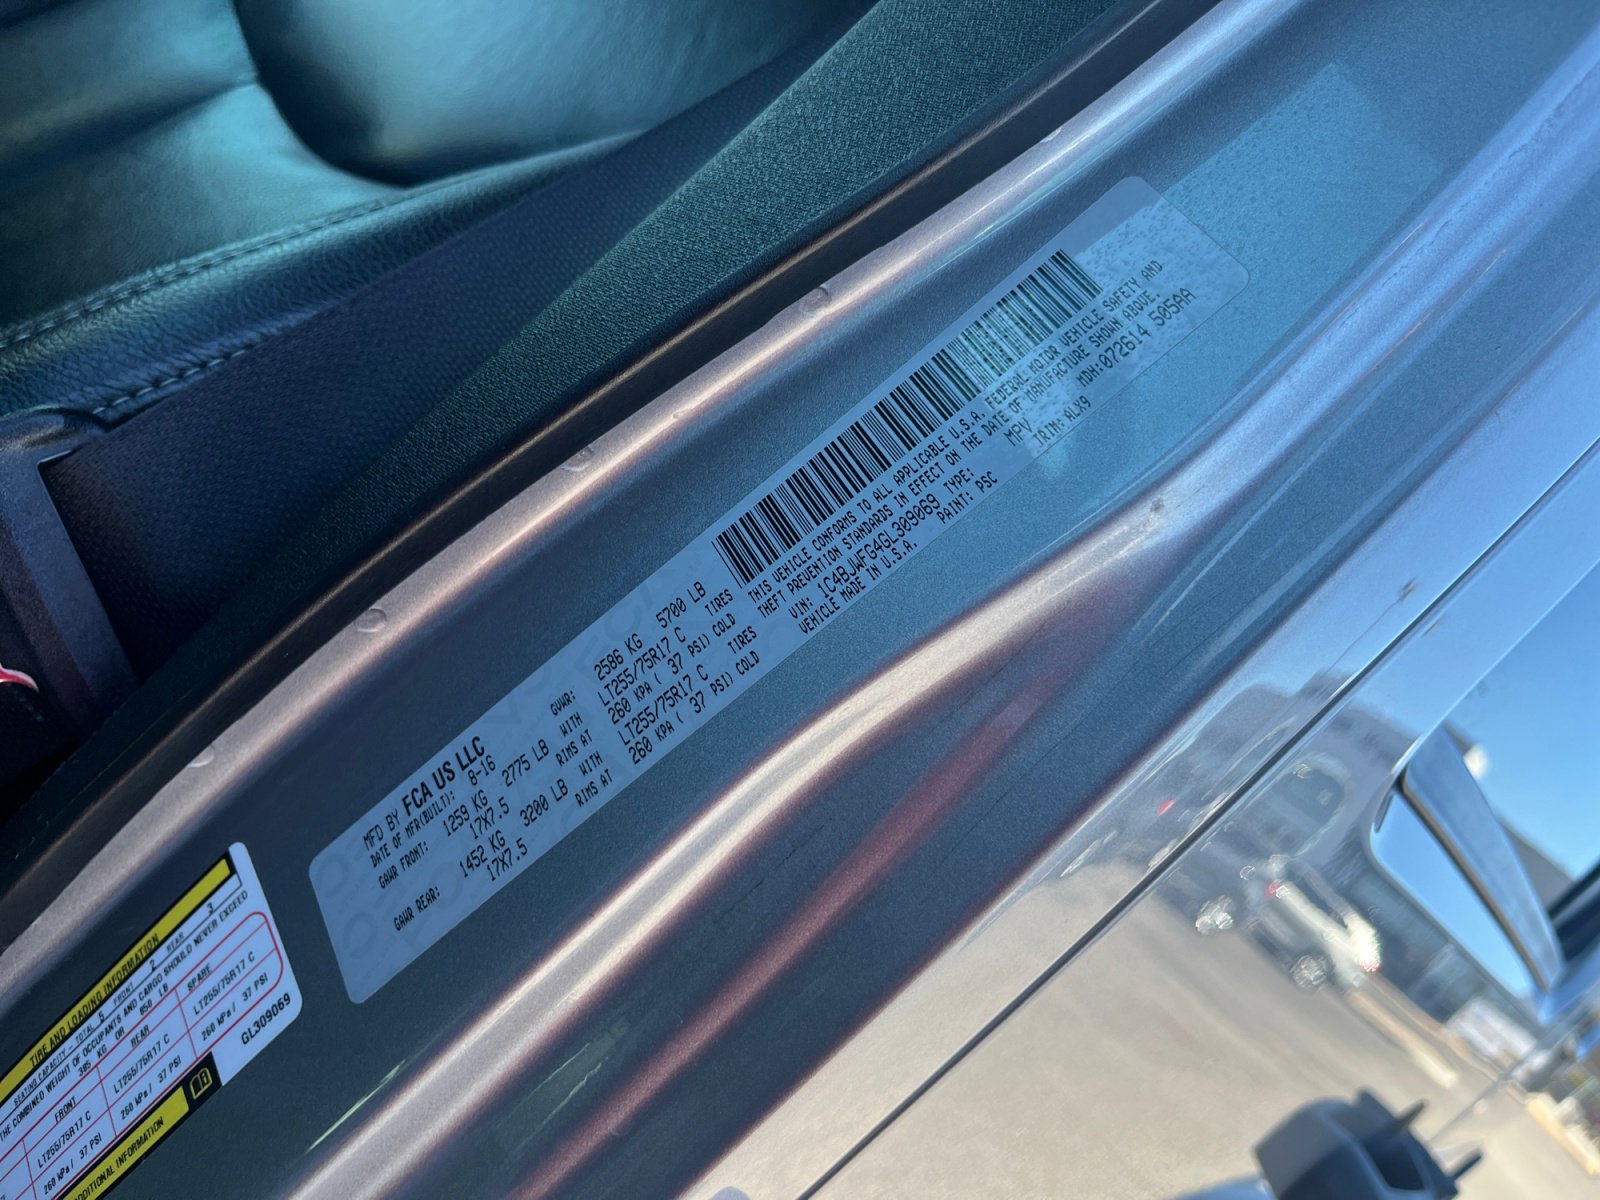 MFD BY FCA US LLC
DATE OF MFR(BUILT): 8-16 GVWR: 2586 KG 5700 LB
GAWR FRONT: 1259 KG 2775 LB WITH LT255/75R17 C TIRES
17X7.5 RIMS AT 260 KPA ( 37 PSI) COLD
GAWR REAR: 1452 KG 3200 LB WITH LT255/75R17 C TIRES
17X7.5 RIMS AT 260 KPA ( 37 PSI) COLD
THIS VEHICLE CONFORMS TO ALL APPLICABLE U.S.A. FEDERAL MOTOR VEHICLE SAFETY AND
THEFT PREVENTION STANDARDS IN EFFECT ON THE DATE OF MANUFACTURE SHOWN ABOVE.
VIN: 1C4BJWFG4GL309069 TYPE: MPV MDH: 072614 505AA
VEHICLE MADE IN U.S.A. PAINT: PSC TRIM: ALX9
TIRE AND LOADING INFORMATION
SEATING CAPACITY - TOTAL 5 FRONT 2 REAR 3
THE COMBINED WEIGHT OF OCCUPANTS AND CARGO SHOULD NEVER EXCEED
385 KG OR 850 LB
FRONT REAR SPARE
LT255/75R17 C LT255/75R17 C LT255/75R17 C
260 kPa/ 37 PSI 260 kPa/ 37 PSI 260 kPa/ 37 PSI
INFORMATION
GL309069